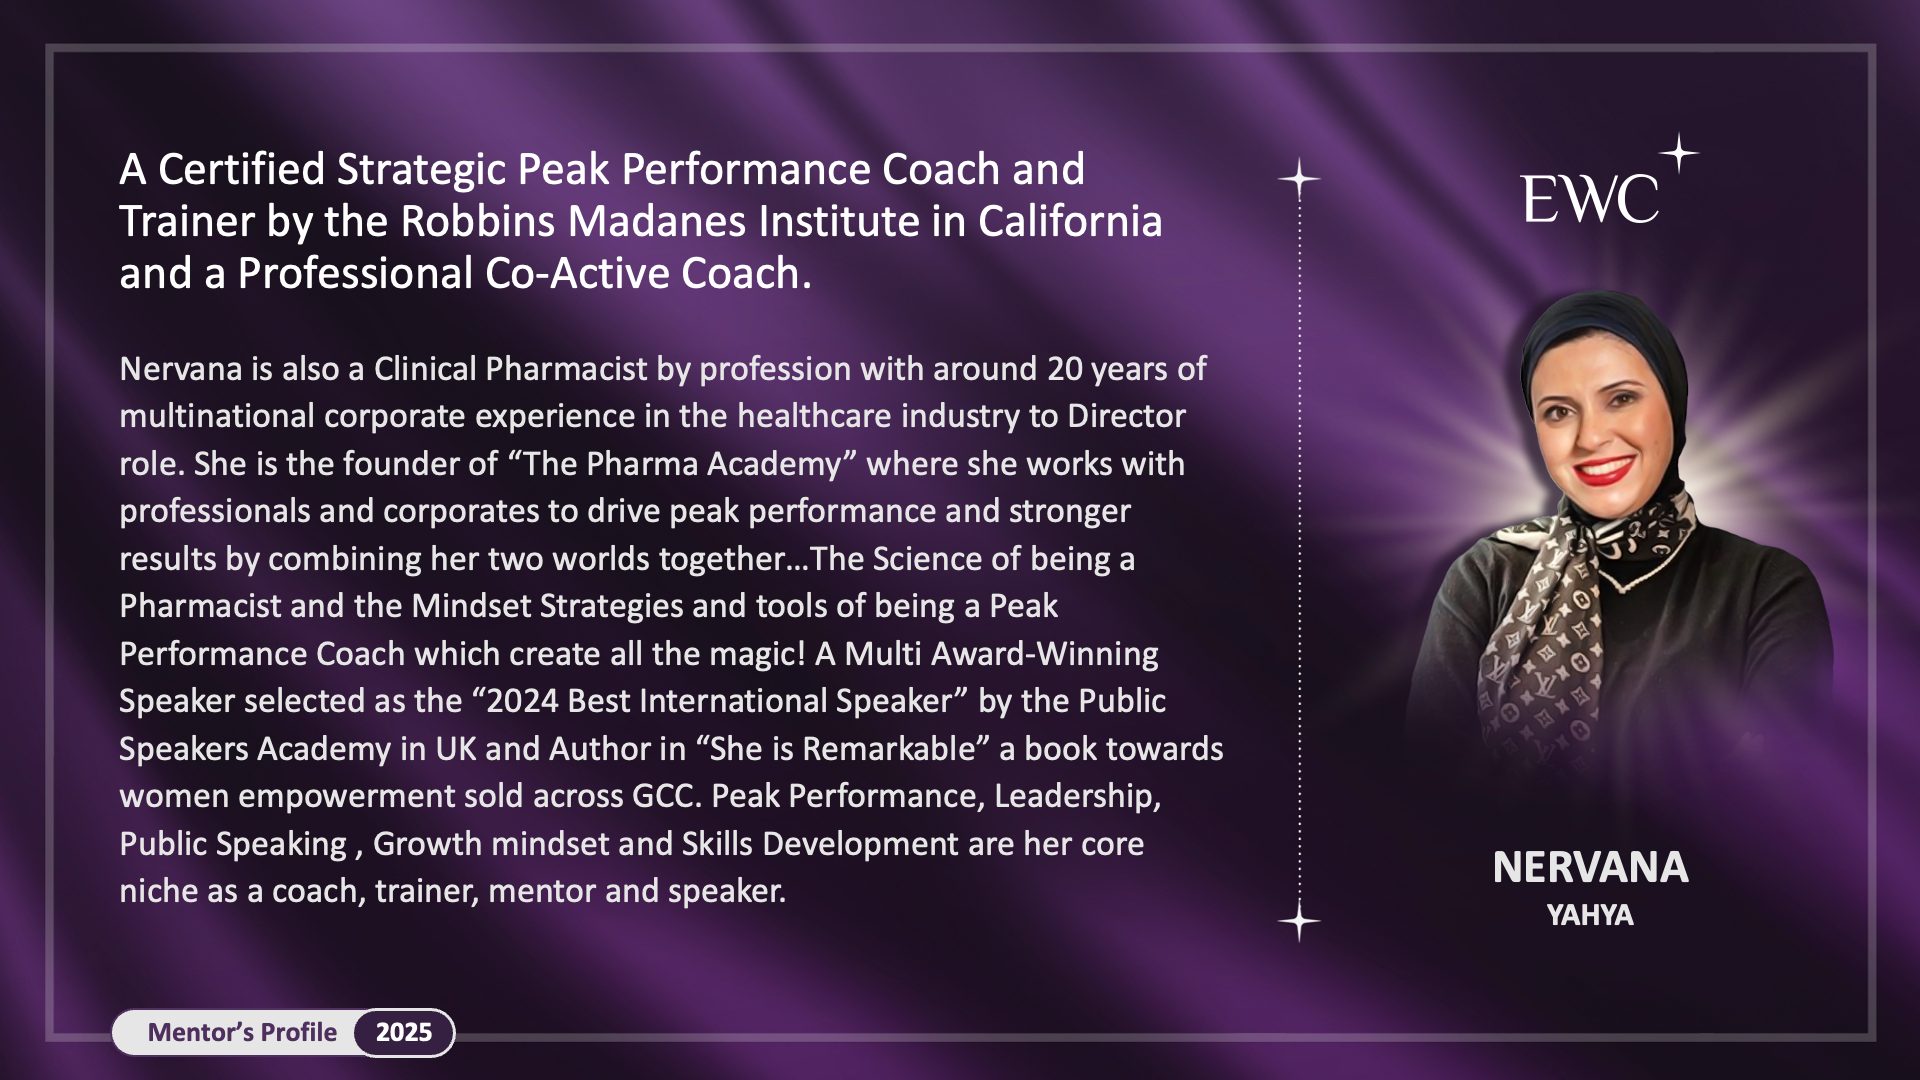 A Certified Strategic Peak Performance Coach and
Trainer by the Robbins Madanes Institute in California
and a Professional Co-Active Coach.
Nervana is also a Clinical Pharmacist by profession with around 20 years of
multinational corporate experience in the healthcare industry to Director
role. She is the founder of “The Pharma Academy” where she works with
professionals and corporates to drive peak performance and stronger
results by combining her two worlds together...The Science of being a
Pharmacist and the Mindset Strategies and tools of being a Peak
Performance Coach which create all the magic! A Multi Award-Winning
Speaker selected as the “2024 Best International Speaker” by the Public
Speakers Academy in UK and Author in “She is Remarkable” a book towards
women empowerment sold across GCC. Peak Performance, Leadership,
Public Speaking , Growth mindset and Skills Development are her core
niche as a coach, trainer, mentor and speaker.
EWC
NERVANA
YAHYA
Mentor’s Profile 2025